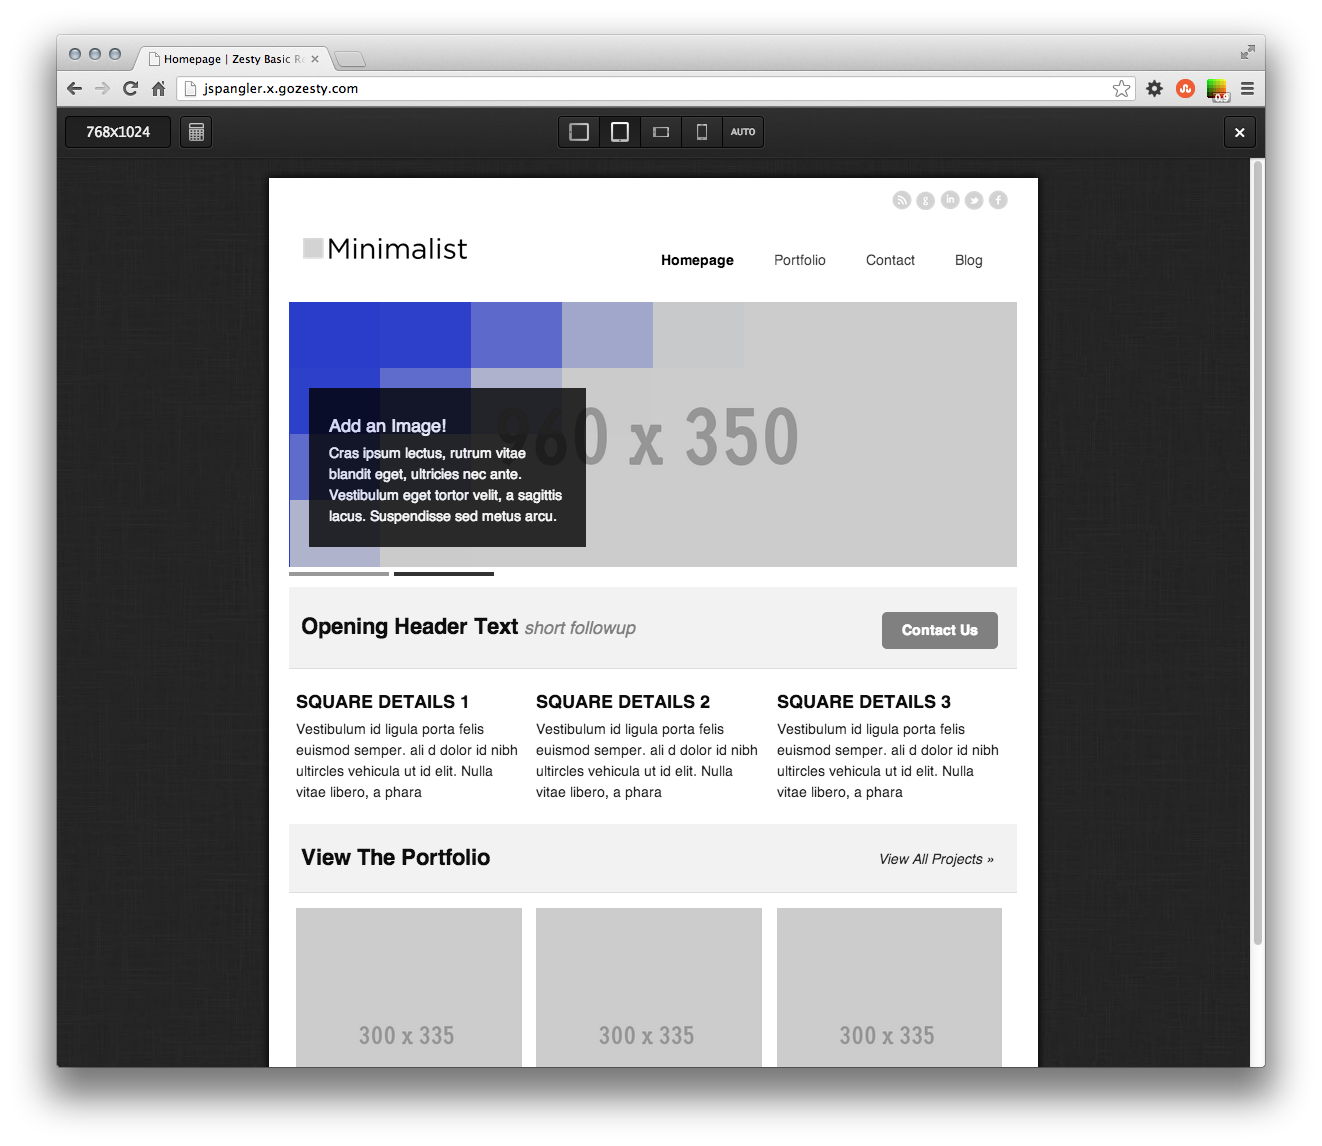 Homepage | Zesty Basic Re
jspangler.x.gozesty.com
0.9
768x1024
AUTO
Minimalist
Homepage
Portfolio
Contact
Blog
960 x 350
Add an Image!
Cras ipsum lectus, rutrum vitae
blandit eget, ultricies nec ante.
Vestibulum eget tortor velit, a sagittis
lacus. Suspendisse sed metus arcu.
Opening Header Text short followup
Contact Us
SQUARE DETAILS 1
Vestibulum id ligula porta felis
euismod semper. ali d dolor id nibh
ultircles vehicula ut id elit. Nulla
vitae libero, a phara
SQUARE DETAILS 2
Vestibulum id ligula porta felis
euismod semper. ali d dolor id nibh
ultircles vehicula ut id elit. Nulla
vitae libero, a phara
SQUARE DETAILS 3
Vestibulum id ligula porta felis
euismod semper. ali d dolor id nibh
ultircles vehicula ut id elit. Nulla
vitae libero, a phara
View The Portfolio
View All Projects »
300 x 335
300 x 335
300 x 335